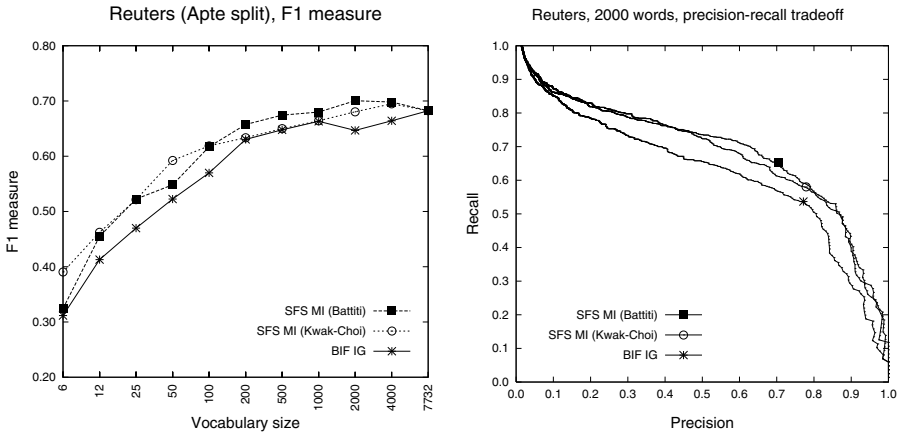 Reuters (Apte split), F1 measure
0.80
0.70
0.60
0.50
0.40
0.30
0.20
F1 measure
6
12
25
50
100
200
500
1000
2000
4000
7732
Vocabulary size
SFS MI (Battiti)
SFS MI (Kwak-Choi)
BIF IG
Reuters, 2000 words, precision-recall tradeoff
1.0
0.9
0.8
0.7
0.6
0.5
0.4
0.3
0.2
0.1
0.0
Recall
0.0 0.1 0.2 0.3 0.4 0.5 0.6 0.7 0.8 0.9 1.0
Precision
SFS MI (Battiti)
SFS MI (Kwak-Choi)
BIF IG